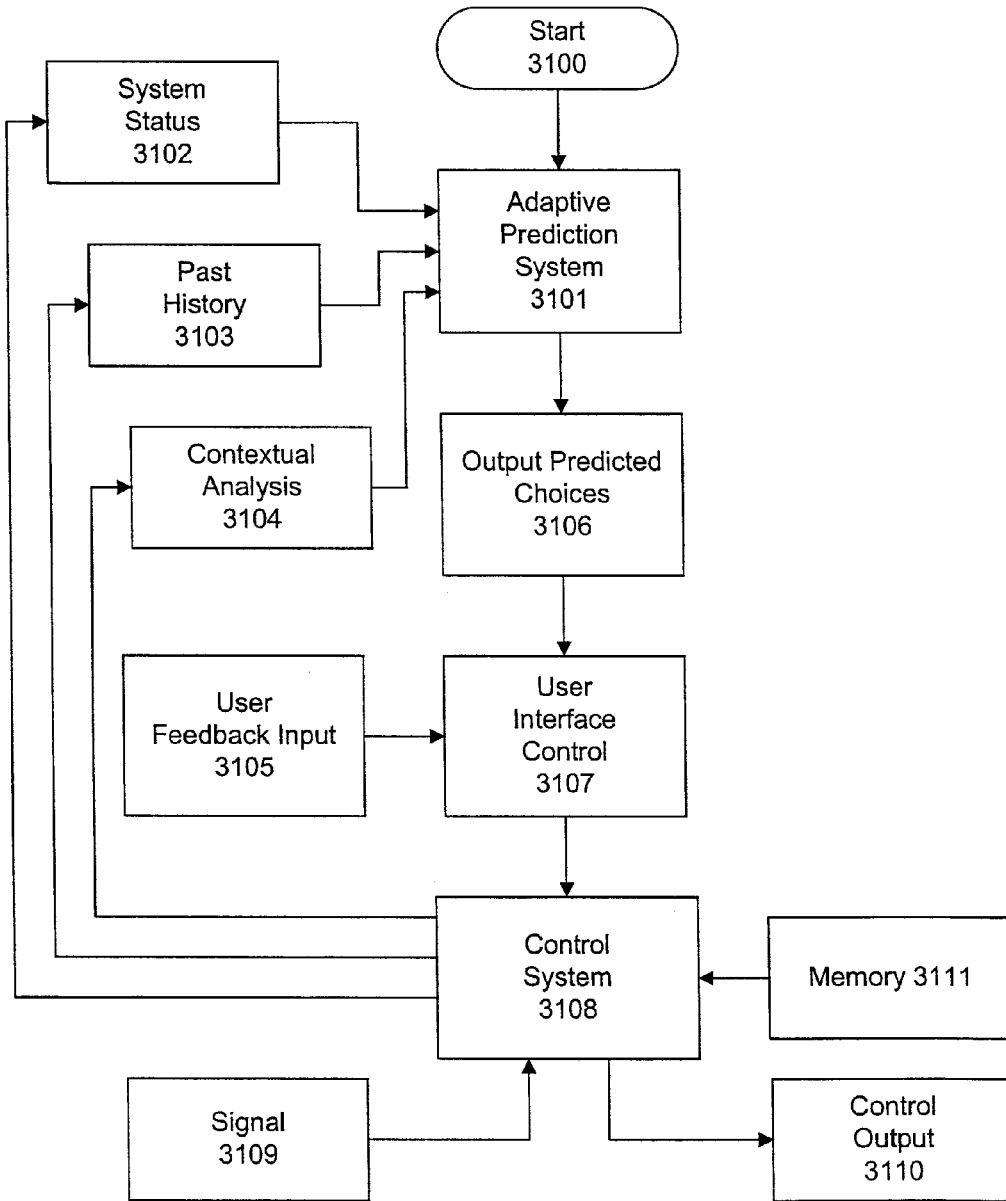 Start
3100
System
Status
3102
Adaptive
Prediction
System
3101
Past
History
3103
Contextual
Analysis
3104
Output Predicted
Choices
3106
User
Feedback Input
3105
User
Interface
Control
3107
Control
System
3108
Memory 3111
Signal
3109
Control
Output
3110